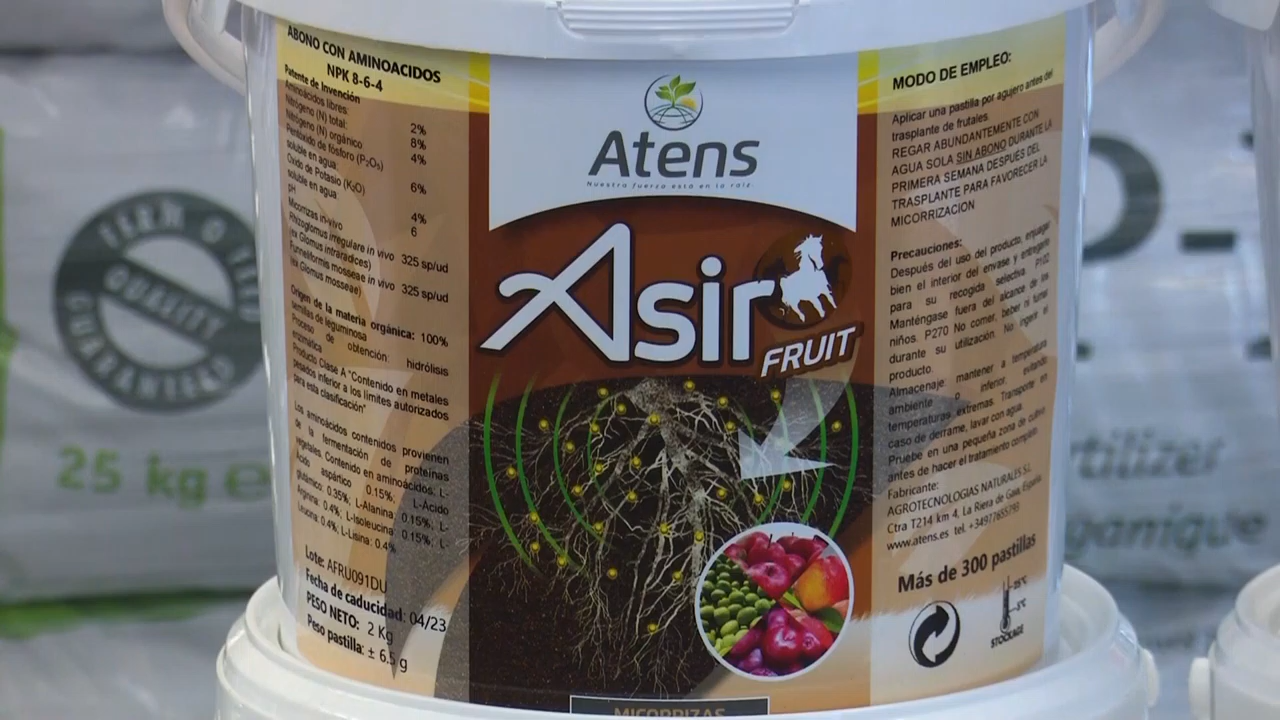 ABONO CON AMINOACIDOS
NPK 8-6-4
Patente de Invención
Aminoácidos libres: 2%
Nitrógeno (N) total: 8%
Nitrógeno (N) orgánico 4%
Pentóxido de fósforo (P₂O₅)
soluble en agua: 6%
Oxido de Potasio (K₂O)
soluble en agua 4%
pH 6
Micorrizas in-vivo
Rhizoglomus irregulare in vivo 325 sp/ud
(ex Glomus intraradices)
Funneliformis mosseae in vivo 325 sp/ud
(ex Glomus mosseae)
Origen de la materia orgánica: 100%
semillas de leguminosa
Proceso de obtención: hidrólisis
enzimática
Producto Clase A "Contenido en metales
pesados inferior a los límites autorizados
para esta clasificación"
Los aminoácidos contenidos provienen
de la fermentación de proteínas
vegetales. Contenido en aminoácidos: L-
Ácido aspártico 0.15%; L-Ácido
glutámico: 0.35%; L-Alanina 0.15%; L-
Arginina: 0.4%; L-Isoleucina 0.15%; L-
Leucina: 0.4%; L-Lisina: 0.4%
Lote: AFRU091DU
Fecha de caducidad: 04/23
PESO NETO: 2 Kg
Peso pastilla: ± 6.5 g
Atens
Nuestra fuerza está en la raíz.
Asir
FRUIT
MICORRIZAS
MODO DE EMPLEO:
Aplicar una pastilla por agujero antes del
trasplante de frutales.
REGAR ABUNDANTEMENTE CON
AGUA SOLA SIN ABONO DURANTE LA
PRIMERA SEMANA DESPUÉS DEL
TRASPLANTE PARA FAVORECER LA
MICORRIZACION
Precauciones:
Después del uso del producto, enjuagar
bien el interior del envase y entregarle
para su recogida selectiva. P102
Manténgase fuera del alcance de los
niños. P270 No comer, beber ni fumar
durante su utilización. No ingerir el
producto.
Almacenaje: mantener a temperatura
ambiente o inferior, evitando
temperaturas extremas. Transporte: en
caso de derrame, lavar con agua.
Pruebe en una pequeña zona de cultivo
antes de hacer el tratamiento completo.
Fabricante:
AGROTECNOLOGIAS NATURALES S.L.
Ctra T214 km 4, La Riera de Gaia, España.
www.atens.es tel. +34977655793
Más de 300 pastillas
STOCKAGE
QUALITY
25 kg e